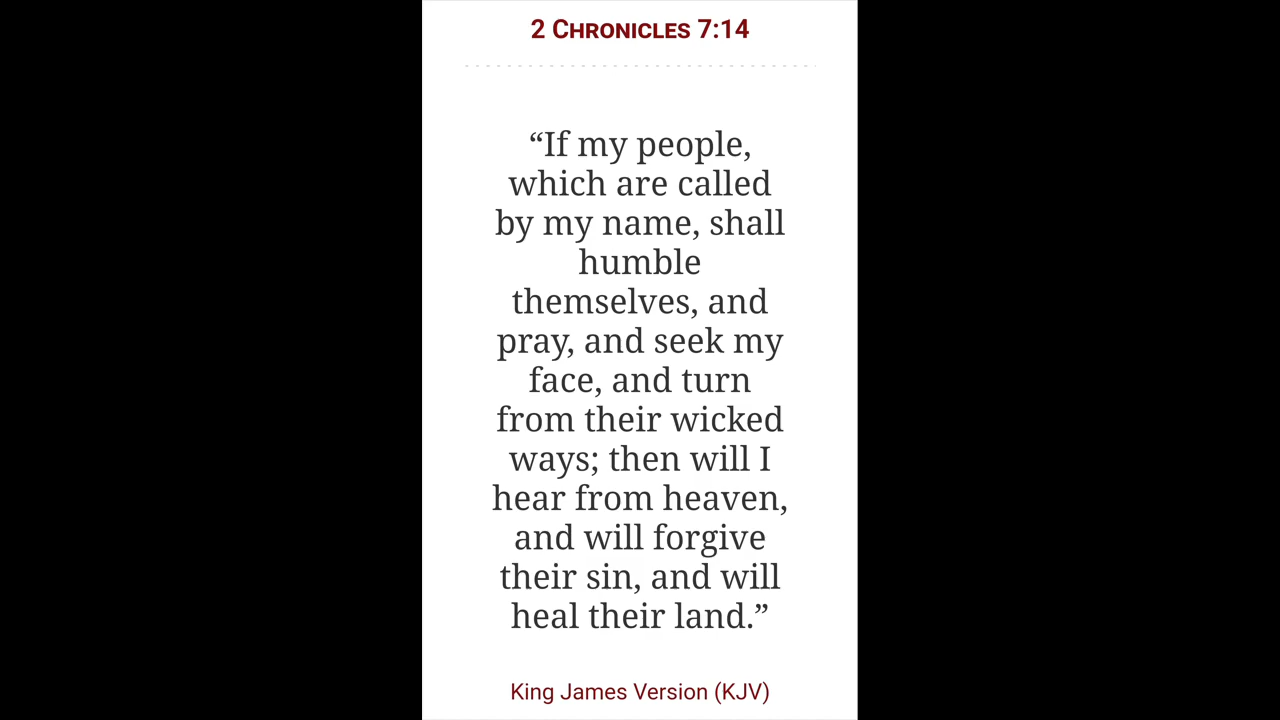 2 Chronicles 7:14
“If my people,
which are called
by my name, shall
humble
themselves, and
pray, and seek my
face, and turn
from their wicked
ways; then will I
hear from heaven,
and will forgive
their sin, and will
heal their land.”
King James Version (KJV)